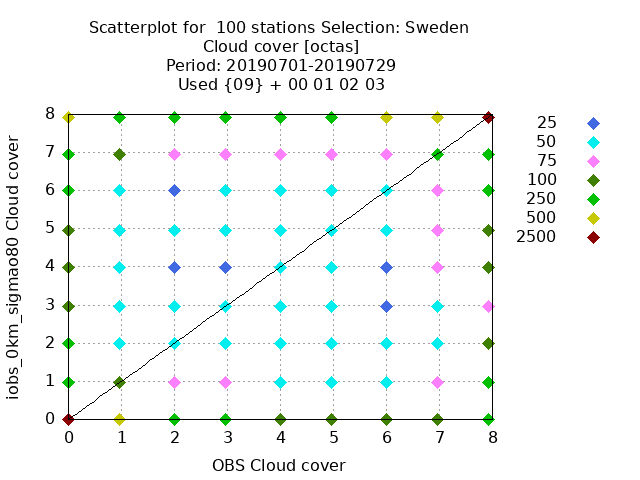 Scatterplot for  100 stations Selection: Sweden
Cloud cover [octas]
Period: 20190701-20190729
Used {09} + 00 01 02 03
iobs_0km_sigmao80 Cloud cover
8
7
6
5
4
3
2
1
0
0 1 2 3 4 5 6 7 8
OBS Cloud cover
25
50
75
100
250
500
2500